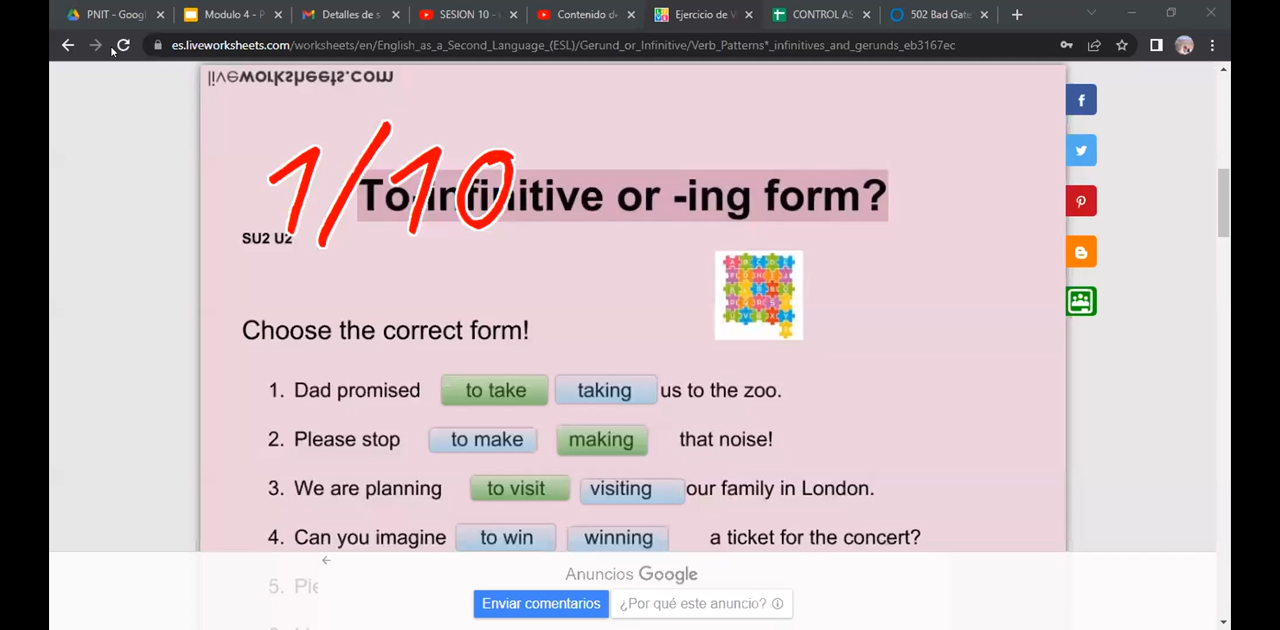 PNIT - Goog
Modulo 4 - P
Detalles de s
SESION 10 -
Contenido d
Ejercicio de V
CONTROL AS
502 Bad Gate
es.liveworksheets.com/worksheets/en/English_as_a_Second_Language_(ESL)/Gerund_or_Infinitive/Verb_Patterns*_infinitives_and_gerunds_eb3167ec
liveworksheets.com
1/10
To-infinitive or -ing form?
SU2 U2
Choose the correct form!
1. Dad promised to take taking us to the zoo.
2. Please stop to make making that noise!
3. We are planning to visit visiting our family in London.
4. Can you imagine to win winning a ticket for the concert?
5. Ple
Anuncios Google
Enviar comentarios ¿Por qué este anuncio?